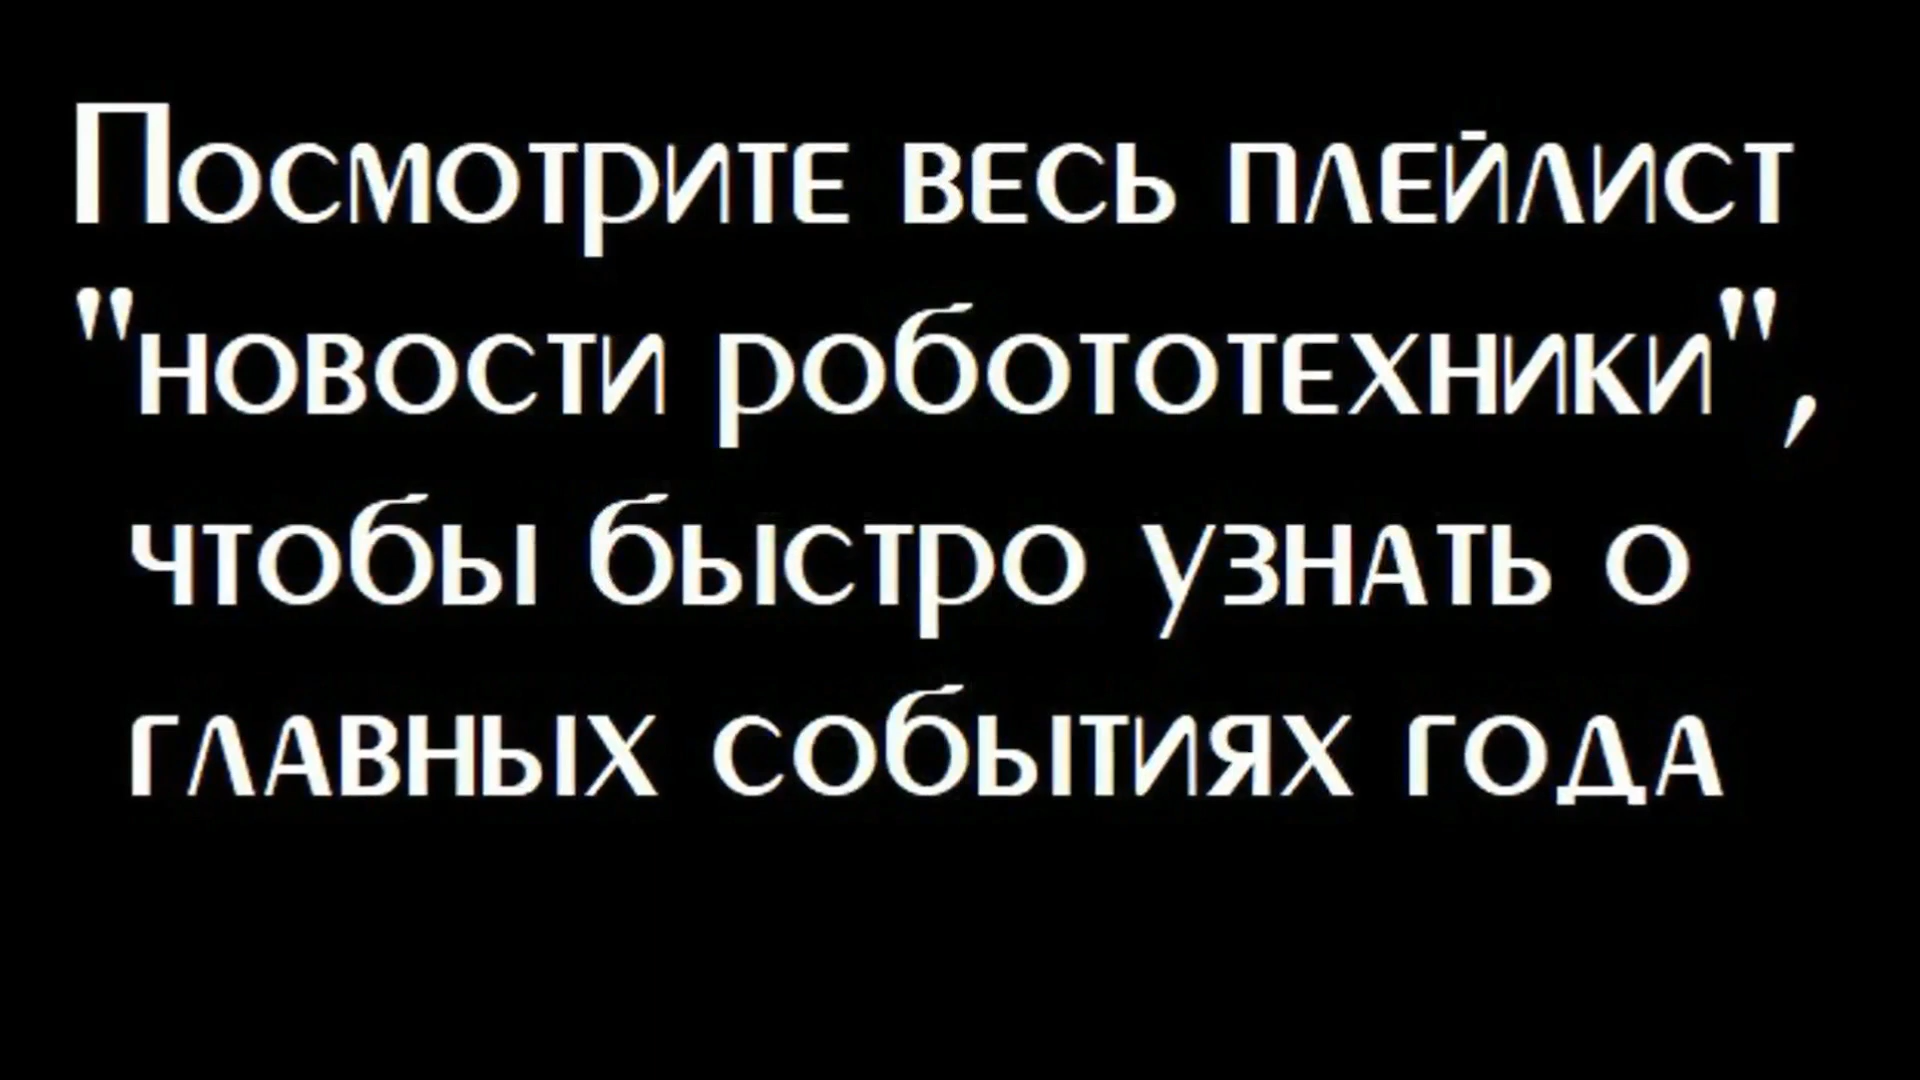 Посмотрите весь плейлист
"новости робототехники",
чтобы быстро узнать о
главных событиях года